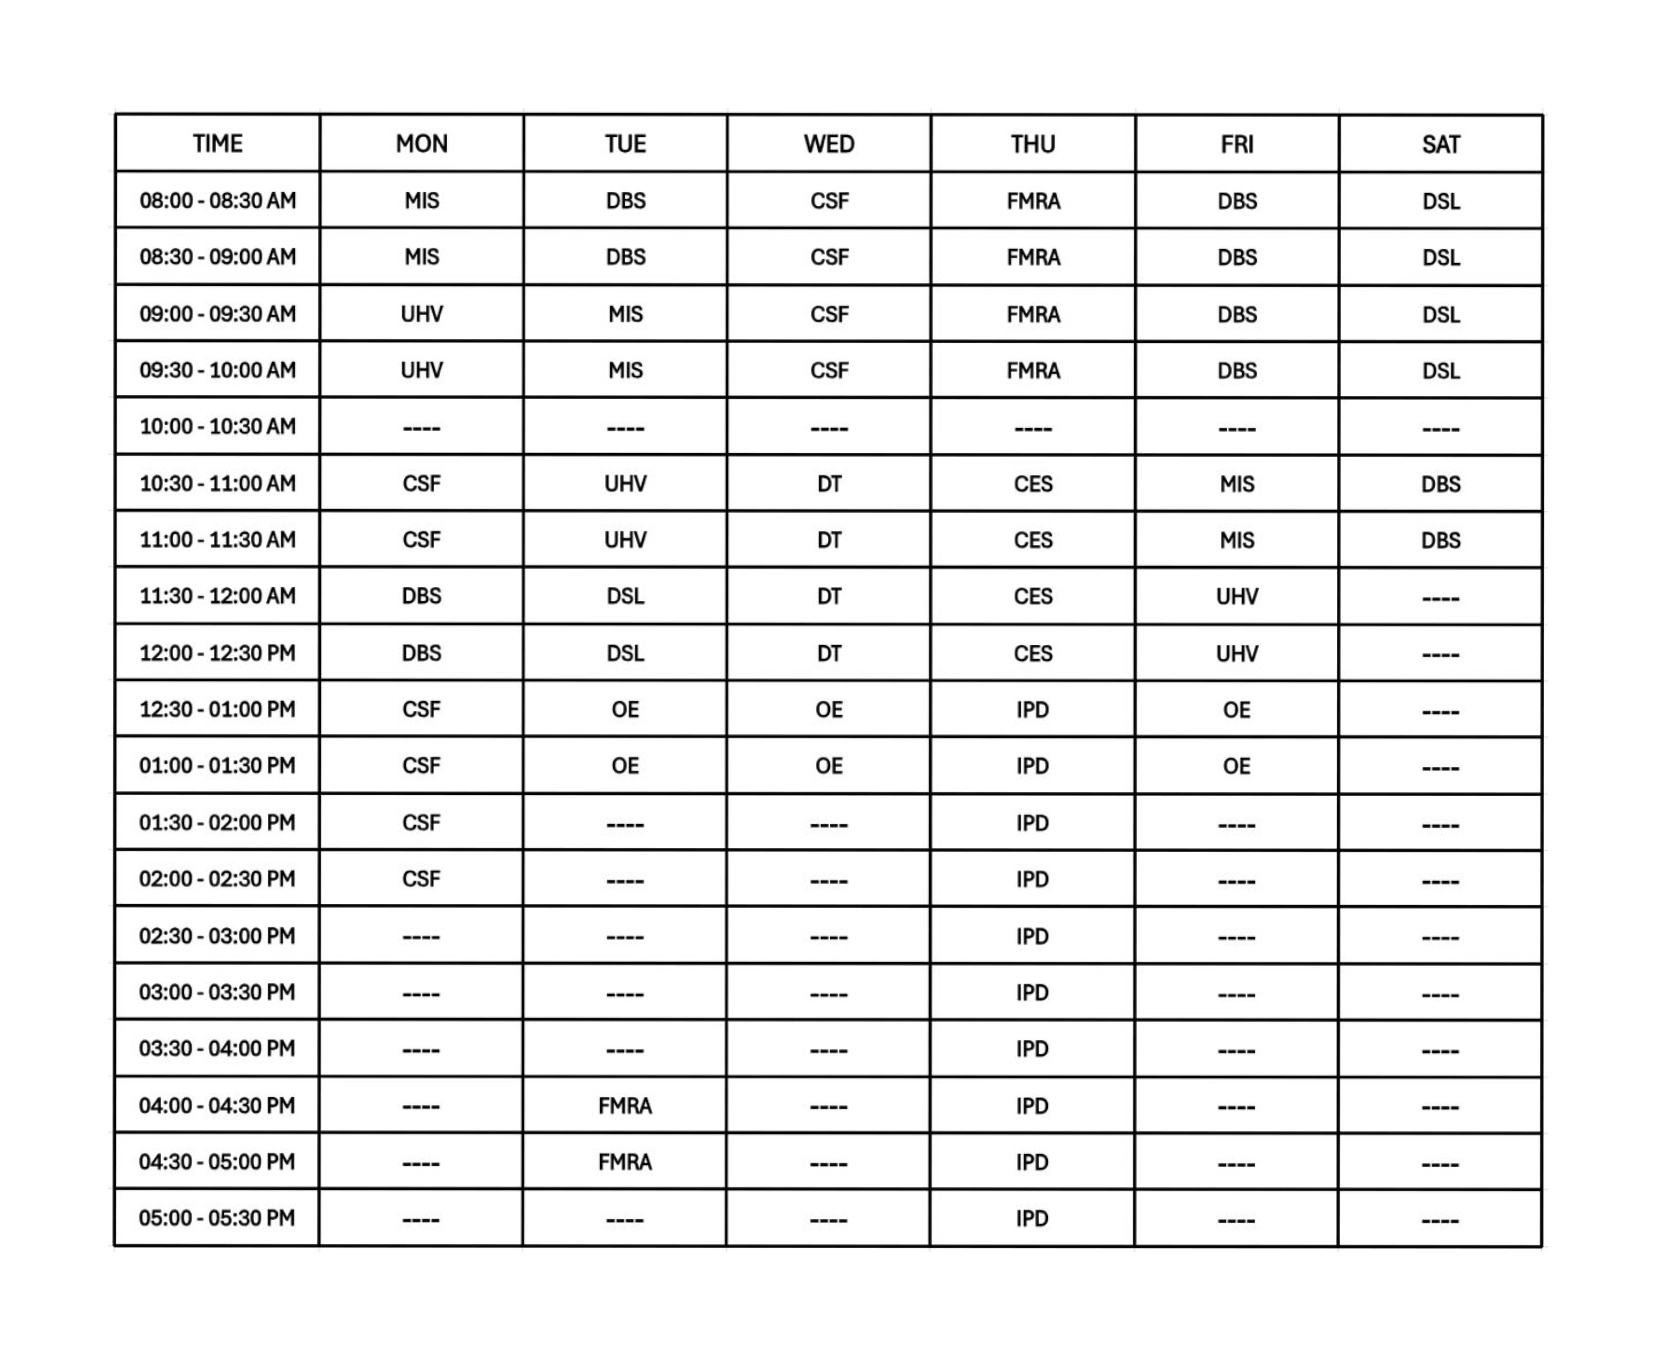 TIME MON TUE WED THU FRI SAT
08:00 - 08:30 AM MIS DBS CSF FMRA DBS DSL
08:30 - 09:00 AM MIS DBS CSF FMRA DBS DSL
09:00 - 09:30 AM UHV MIS CSF FMRA DBS DSL
09:30 - 10:00 AM UHV MIS CSF FMRA DBS DSL
10:00 - 10:30 AM ---- ---- ---- ---- ---- ----
10:30 - 11:00 AM CSF UHV DT CES MIS DBS
11:00 - 11:30 AM CSF UHV DT CES MIS DBS
11:30 - 12:00 AM DBS DSL DT CES UHV ----
12:00 - 12:30 PM DBS DSL DT CES UHV ----
12:30 - 01:00 PM CSF OE OE IPD OE ----
01:00 - 01:30 PM CSF OE OE IPD OE ----
01:30 - 02:00 PM CSF ---- ---- IPD ---- ----
02:00 - 02:30 PM CSF ---- ---- IPD ---- ----
02:30 - 03:00 PM ---- ---- ---- IPD ---- ----
03:00 - 03:30 PM ---- ---- ---- IPD ---- ----
03:30 - 04:00 PM ---- ---- ---- IPD ---- ----
04:00 - 04:30 PM ---- FMRA ---- IPD ---- ----
04:30 - 05:00 PM ---- FMRA ---- IPD ---- ----
05:00 - 05:30 PM ---- ---- ---- IPD ---- ----